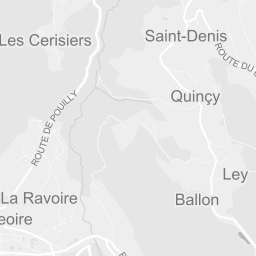 Les Cerisiers
Saint-Denis
ROUTE DU
Quinçy
ROUTE DE POUILLY
Ley
La Ravoire
Ballon
eoire